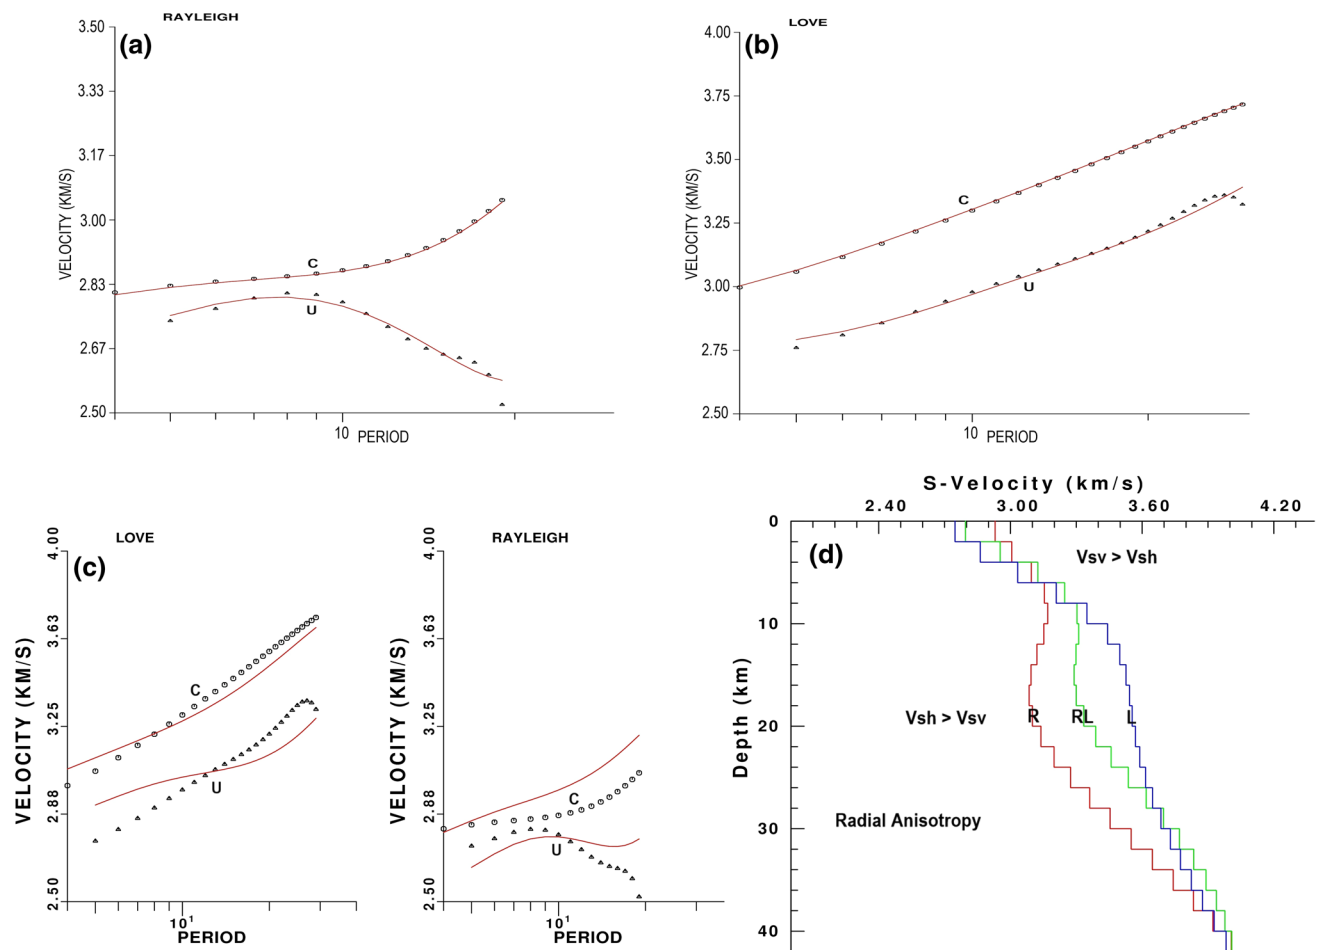 RAYLEIGH
(a)
3.50
3.33
3.17
3.00
2.83
2.67
2.50
VELOCITY (KM/S)
C
U
10
PERIOD
LOVE
(b)
4.00
3.75
3.50
3.25
3.00
2.75
2.50
VELOCITY (KM/S)
C
U
10
PERIOD
LOVE
(c)
4.00
3.63
3.25
2.88
2.50
VELOCITY (KM/S)
C
U
10¹
PERIOD
RAYLEIGH
4.00
3.63
3.25
2.88
2.50
VELOCITY (KM/S)
C
U
10¹
PERIOD
S-Velocity (km/s)
2.40 3.00 3.60 4.20
(d)
0
10
20
30
40
Depth (km)
Vsv > Vsh
Vsh > Vsv
R RL L
Radial Anisotropy